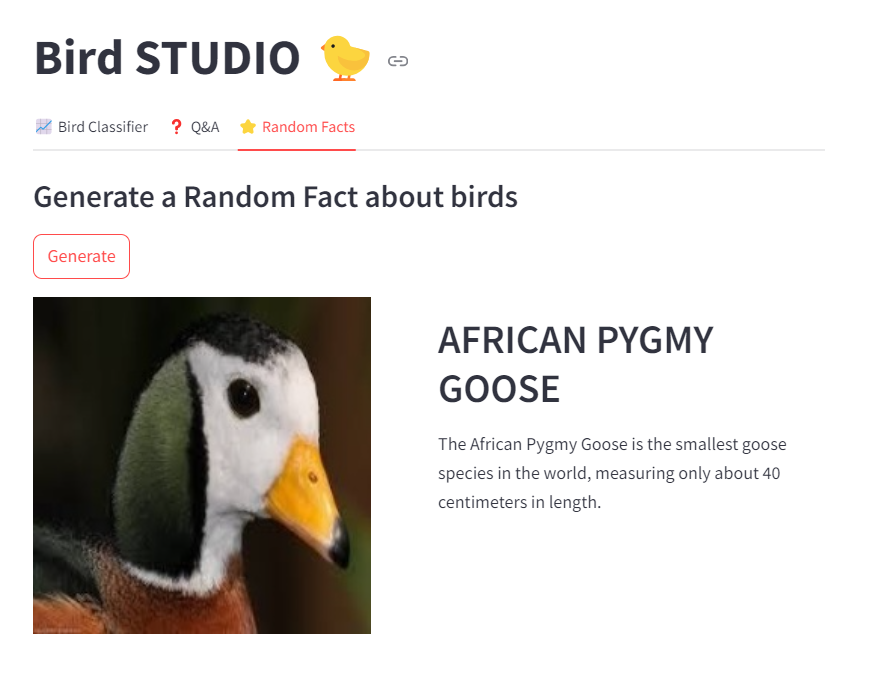 Bird STUDIO
Bird Classifier
Q&A
Random Facts
Generate a Random Fact about birds
Generate
AFRICAN PYGMY
GOOSE
The African Pygmy Goose is the smallest goose
species in the world, measuring only about 40
centimeters in length.